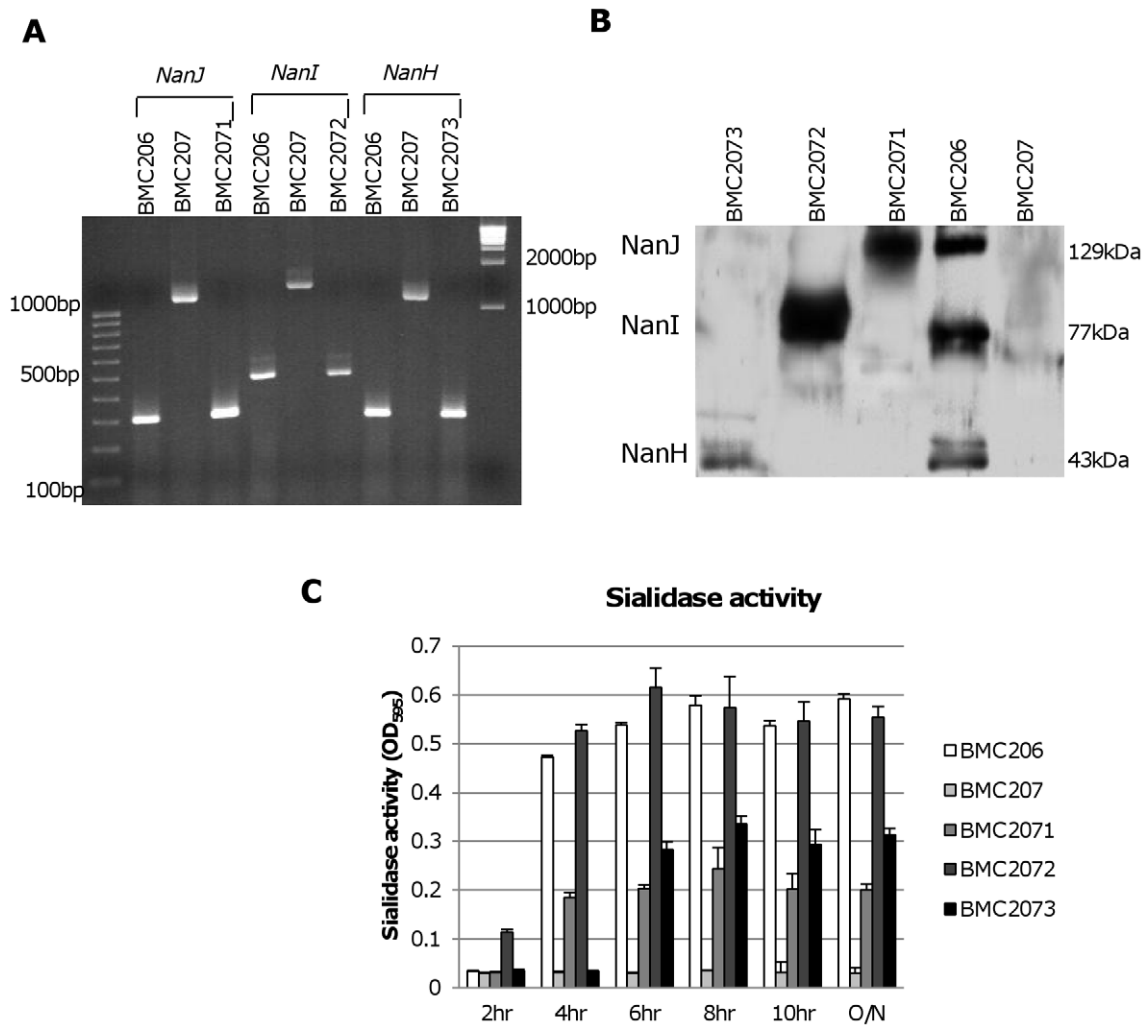 A
NanJ NanI NanH
BMC206 BMC207 BMC2071 BMC206 BMC207 BMC2072 BMC206 BMC207 BMC2073
1000bp
500bp
100bp
2000bp
1000bp
B
BMC2073 BMC2072 BMC2071 BMC206 BMC207
NanJ 129kDa
NanI 77kDa
NanH 43kDa
C
Sialidase activity
Sialidase activity (OD595)
0.7
0.6
0.5
0.4
0.3
0.2
0.1
0
2hr 4hr 6hr 8hr 10hr O/N
BMC206
BMC207
BMC2071
BMC2072
BMC2073